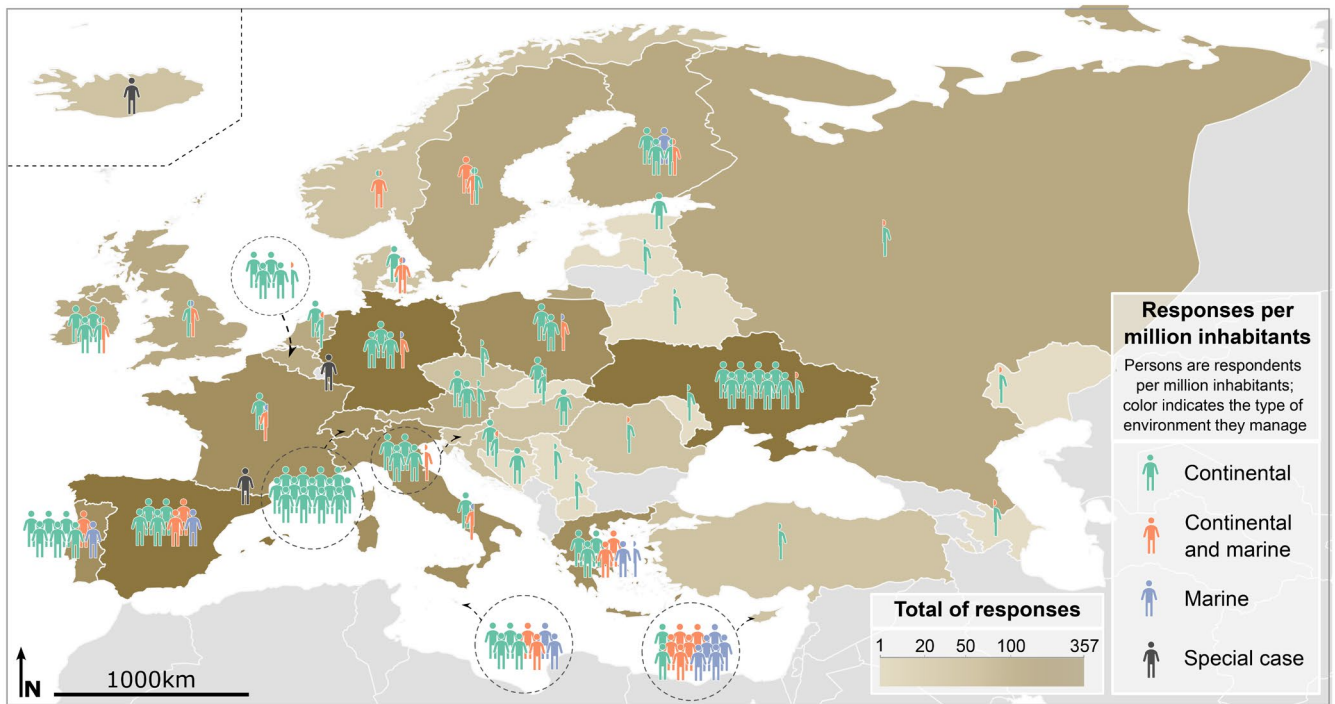 Responses per
million inhabitants
Persons are respondents
per million inhabitants;
color indicates the type of
environment they manage
Continental
Continental
and marine
Marine
Special case
Total of responses
1 20 50 100 357
N
1000km